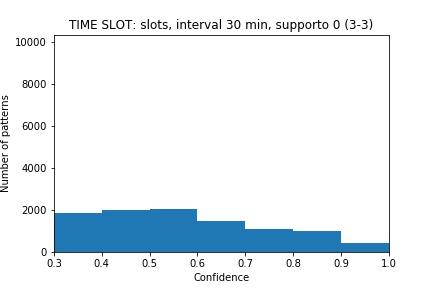 TIME SLOT: slots, interval 30 min, supporto 0 (3-3)
10000
8000
6000
4000
2000
0
Number of patterns
0.3 0.4 0.5 0.6 0.7 0.8 0.9 1.0
Confidence